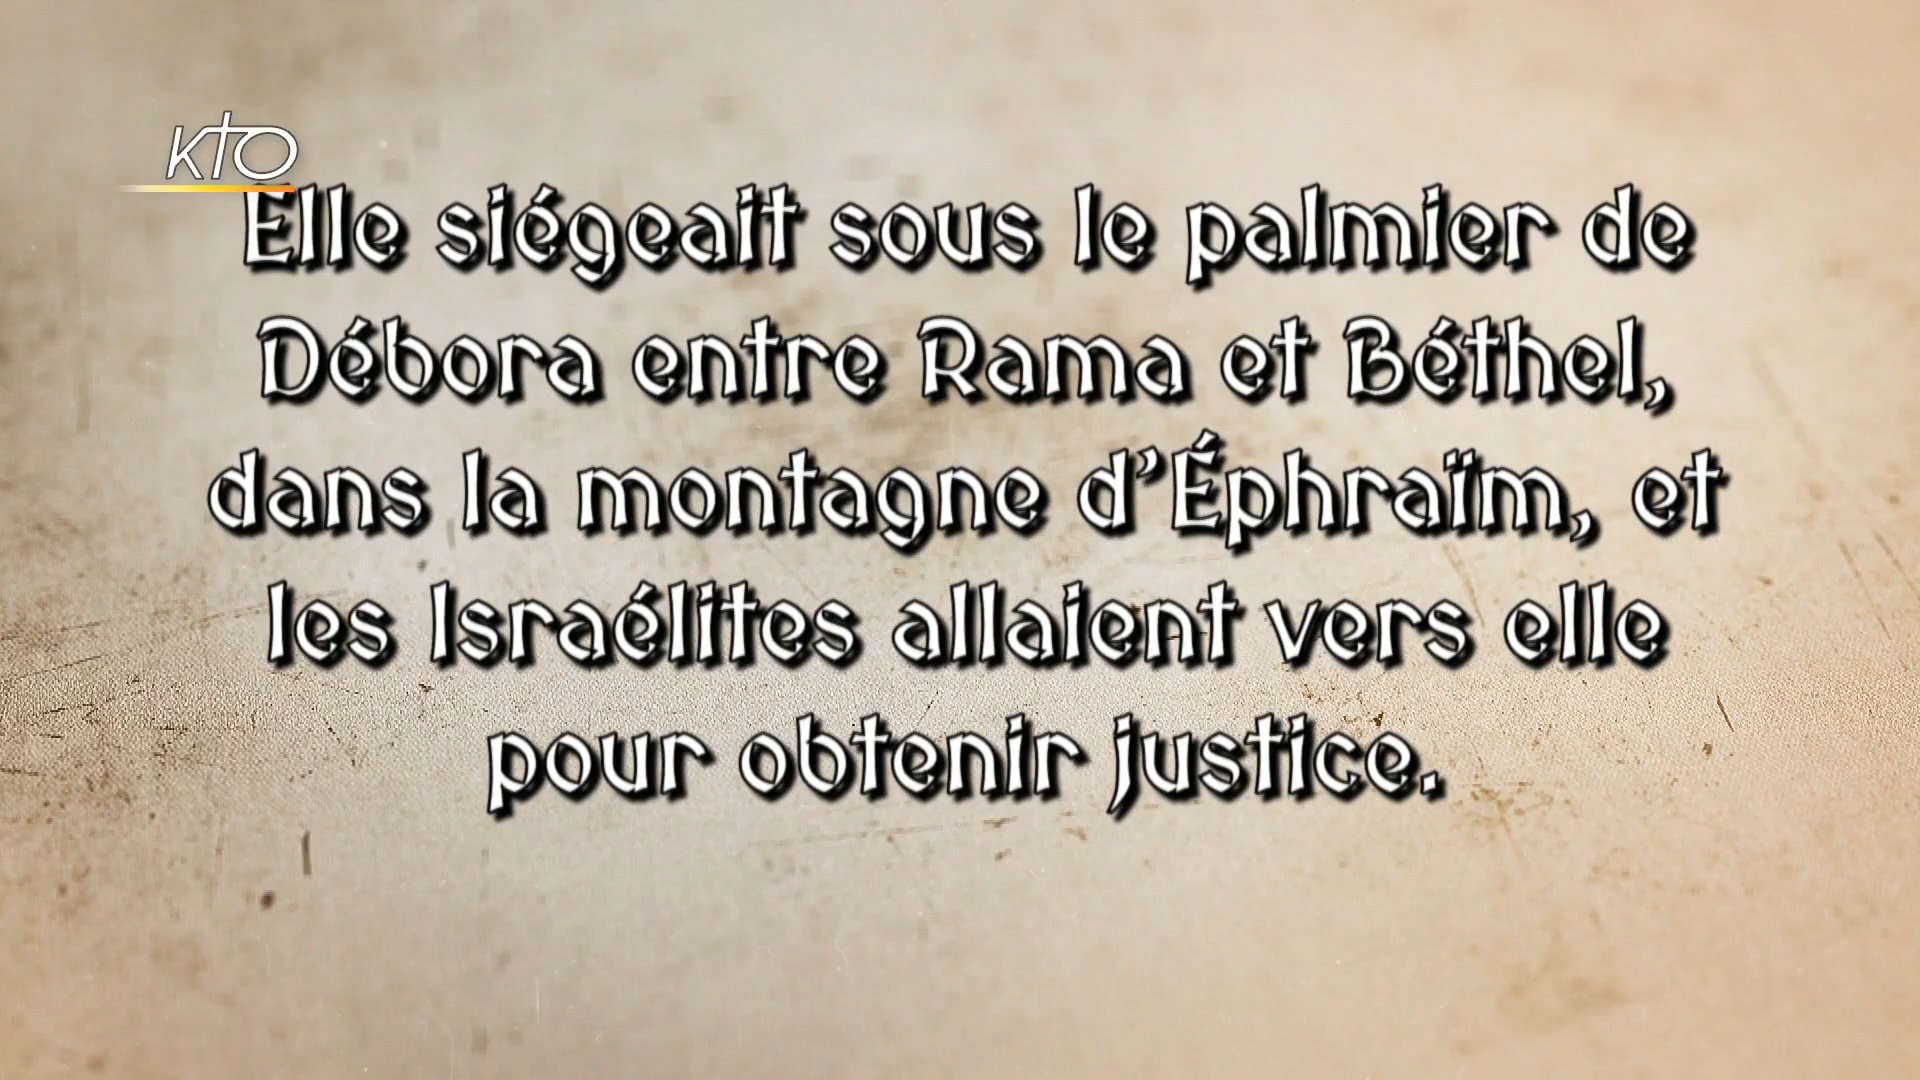 KTO
Elle siégeait sous le palmier de
Débora entre Rama et Béthel,
dans la montagne d’Éphraïm, et
les Israélites allaient vers elle
pour obtenir justice.